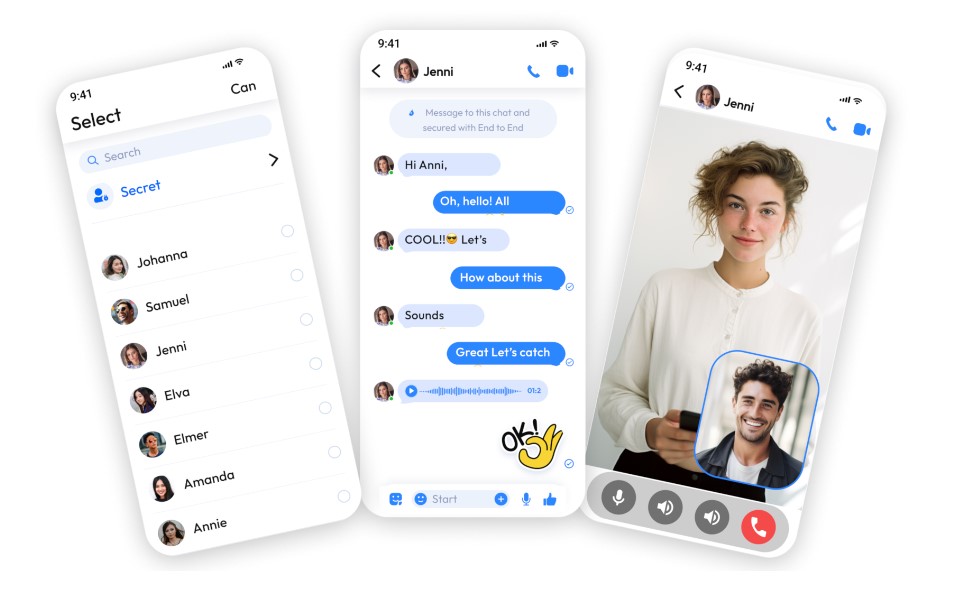 9:41
Can
Select
Search
Secret
Johanna
Samuel
Jenni
Elva
Elmer
Amanda
Annie
9:41
Jenni
Message to this chat and
secured with End to End
Hi Anni,
Oh, hello! All
COOL!!😎 Let's
How about this
Sounds
Great Let's catch
01:2
OK!
Start
9:41
Jenni